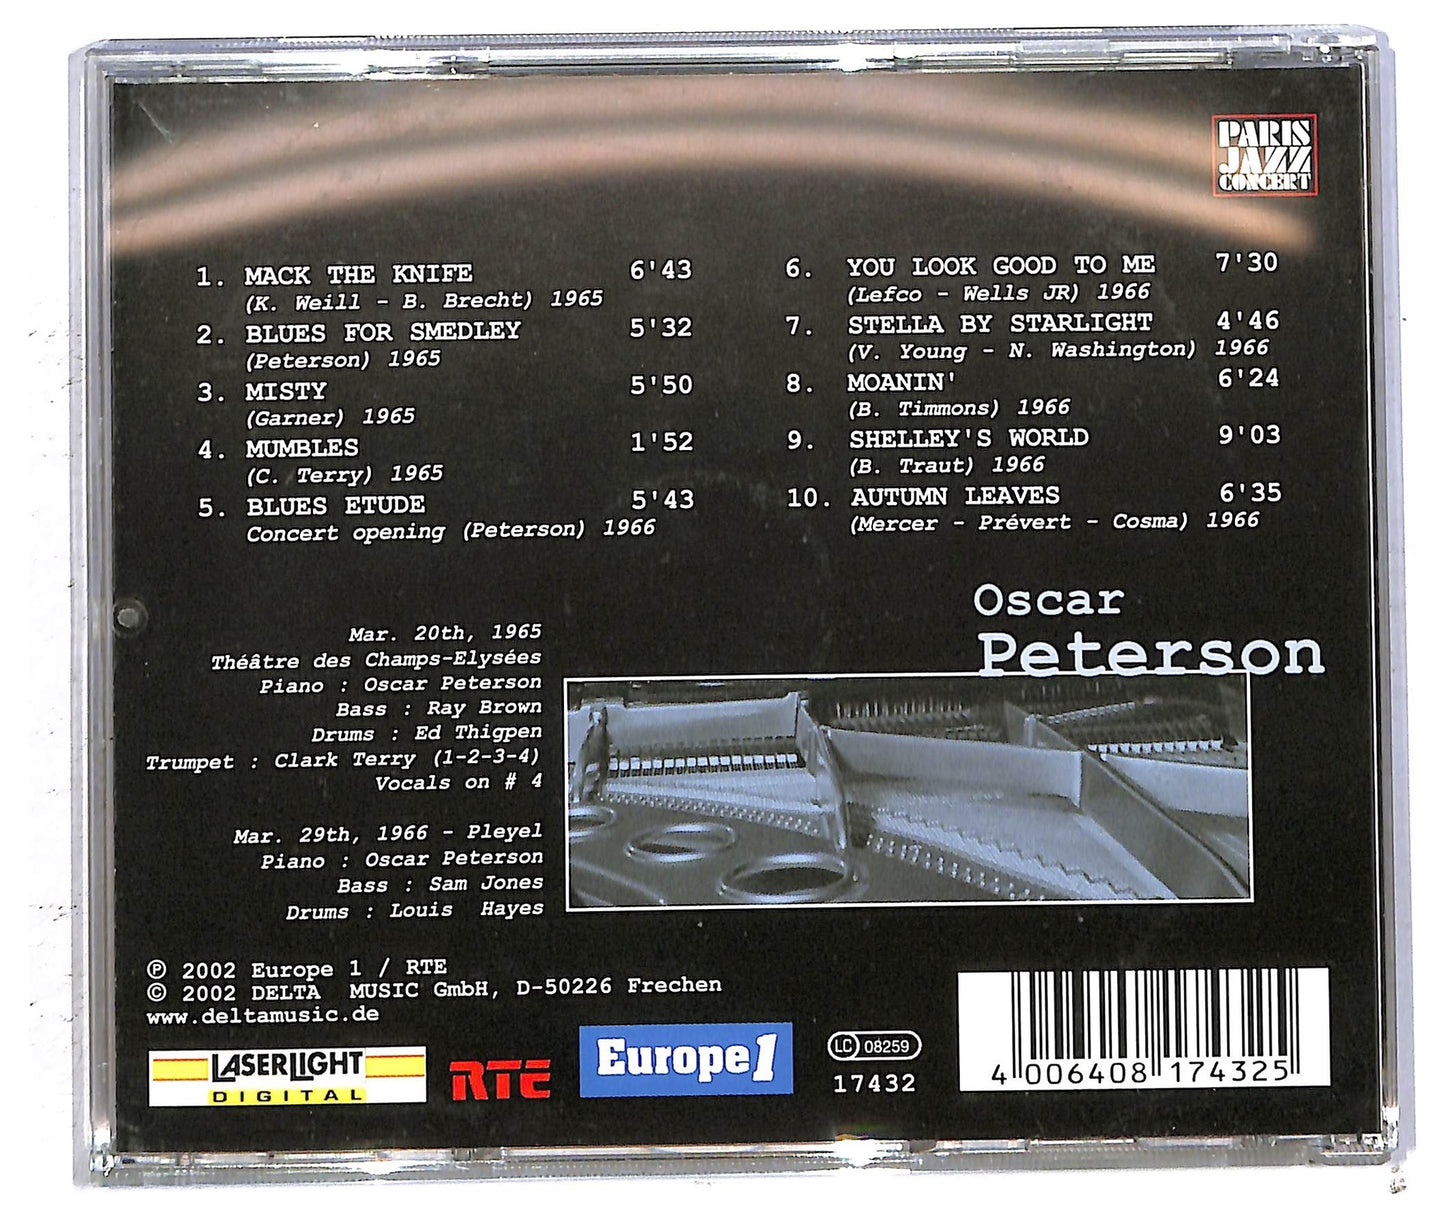 PARIS
JAZZ
CONCERT
1. MACK THE KNIFE 6'43
(K. Weill - B. Brecht) 1965
2. BLUES FOR SMEDLEY 5'32
(Peterson) 1965
3. MISTY 5'50
(Garner) 1965
4. MUMBLES 1'52
(C. Terry) 1965
5. BLUES ETUDE 5'43
Concert opening (Peterson) 1966
6. YOU LOOK GOOD TO ME 7'30
(Lefco - Wells JR) 1966
7. STELLA BY STARLIGHT 4'46
(V. Young - N. Washington) 1966
8. MOANIN' 6'24
(B. Timmons) 1966
9. SHELLEY'S WORLD 9'03
(B. Traut) 1966
10. AUTUMN LEAVES 6'35
(Mercer - Prévert - Cosma) 1966
Oscar
Peterson
Mar. 20th, 1965
Théâtre des Champs-Elysées
Piano : Oscar Peterson
Bass : Ray Brown
Drums : Ed Thigpen
Trumpet : Clark Terry (1-2-3-4)
Vocals on # 4
Mar. 29th, 1966 - Pleyel
Piano : Oscar Peterson
Bass : Sam Jones
Drums : Louis Hayes
℗ 2002 Europe 1 / RTE
© 2002 DELTA MUSIC GmbH, D-50226 Frechen
www.deltamusic.de
LASERLIGHT
DIGITAL
RTE
Europe 1
LC 08259
17432
4 006408 174325